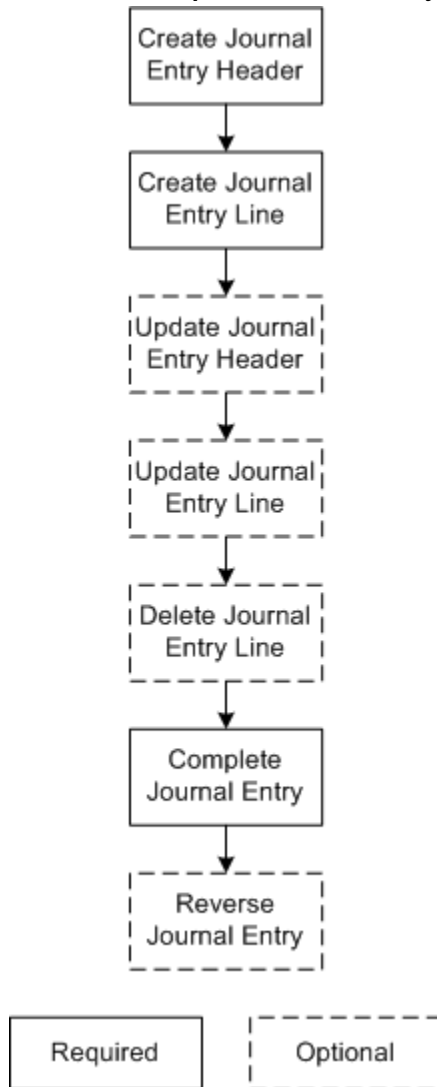 Create Journal
Entry Header
Create Journal
Entry Line
Update Journal
Entry Header
Update Journal
Entry Line
Delete Journal
Entry Line
Complete
Journal Entry
Reverse
Journal Entry
Required
Optional